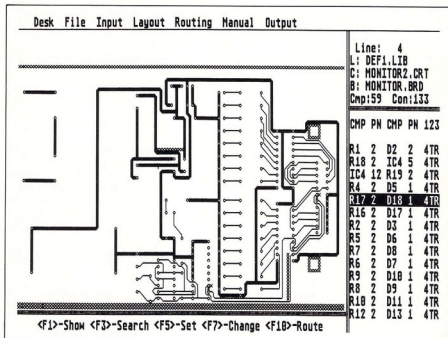 Desk File Input Layout Routing Manual Output
Line: 4
L: DEF1.LIB
C: MONITOR2.CRT
B: MONITOR.BRD
Cmp:59 Con:133
CMP PN CMP PN 123
R1 2 D2 2 4TR
R18 2 IC4 5 4TR
IC4 12 R19 2 4TR
R4 2 D5 1 4TR
R17 2 D18 1 4TR
R16 2 D17 1 4TR
R2 2 D3 1 4TR
R5 2 D6 1 4TR
R7 2 D8 1 4TR
R6 2 D7 1 4TR
R9 2 D10 1 4TR
R8 2 D9 1 4TR
R10 2 D11 1 4TR
R12 2 D13 1 4TR
<F1>-Show <F3>-Search <F5>-Set <F7>-Change <F10>-Route